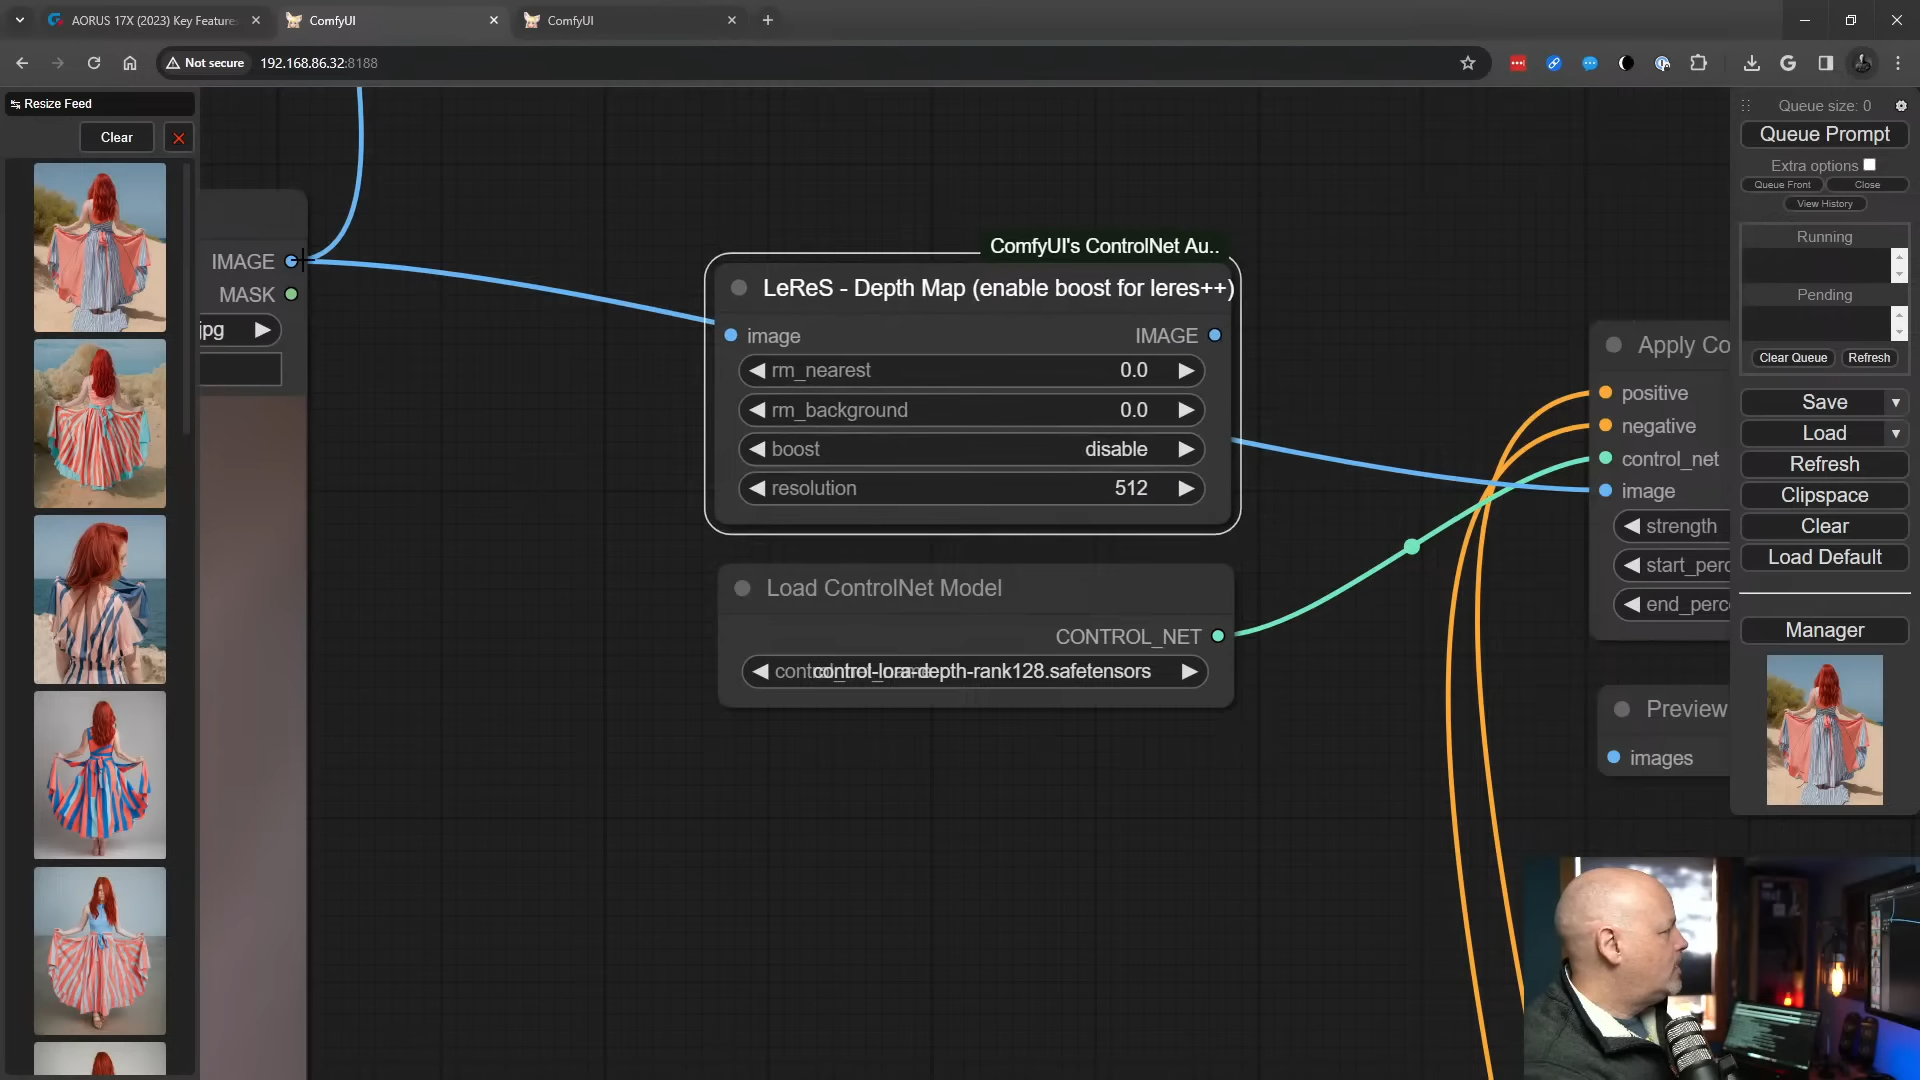 AORUS 17X (2023) Key Features
ComfyUI
ComfyUI
Not secure
192.168.86.32:8188
Resize Feed
Clear
IMAGE
MASK
jpg
ComfyUI's ControlNet Au..
LeReS - Depth Map (enable boost for leres++)
image
IMAGE
rm_nearest
0.0
rm_background
0.0
boost
disable
resolution
512
Load ControlNet Model
CONTROL_NET
control-lora-depth-rank128.safetensors
Apply Co
positive
negative
control_net
image
strength
start_perc
end_perc
Preview
images
Queue size: 0
Queue Prompt
Extra options
Queue Front
Close
View History
Running
Pending
Clear Queue
Refresh
Save
Load
Refresh
Clipspace
Clear
Load Default
Manager